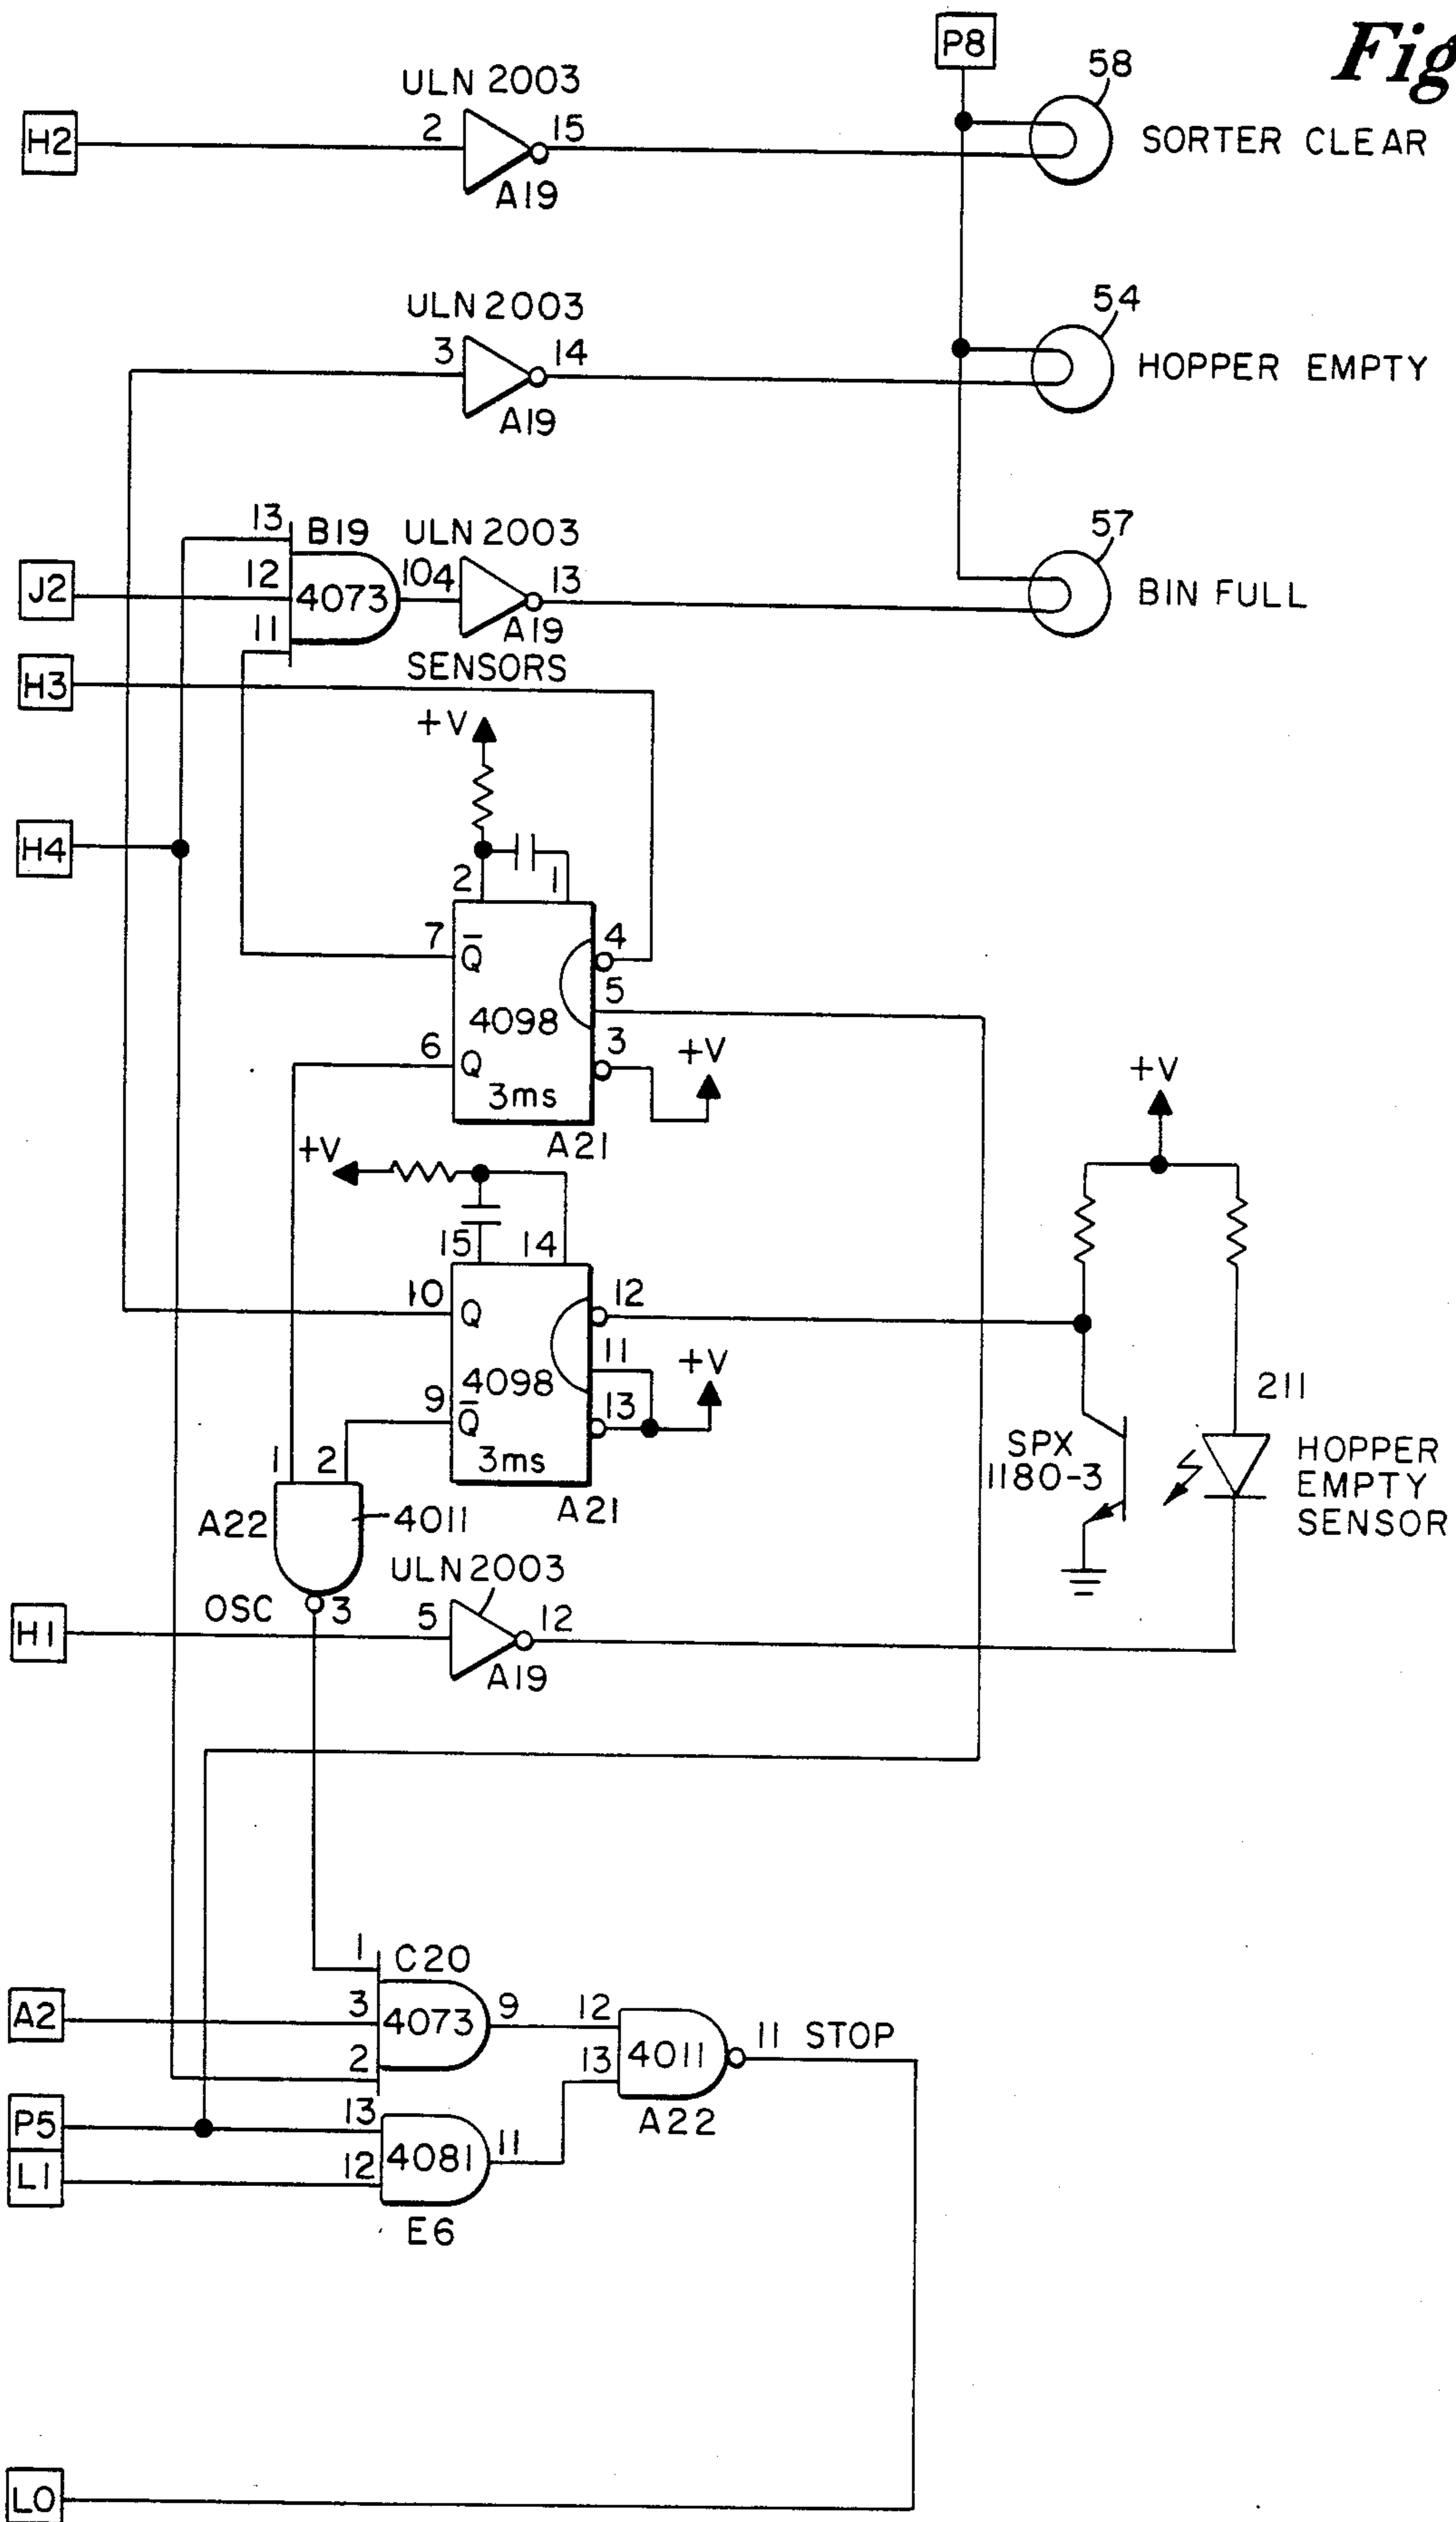 Fig
P8
58
ULN 2003
H2
2
15
SORTER CLEAR
A19
54
ULN 2003
3
14
HOPPER EMPTY
A19
57
13
B19
ULN 2003
J2
12
4073
10
4
13
BIN FULL
11
A19
H3
SENSORS
+V
H4
2
1
7
Q̅
4
5
4098
6
Q
3
+V
3ms
A21
+V
+V
15
14
10
Q
12
11
4098
+V
9
Q̅
13
211
3ms
SPX
1180-3
HOPPER
EMPTY
SENSOR
1
2
A21
A22
4011
ULN2003
OSC
3
H1
5
12
A19
1
C20
A2
3
4073
9
12
11
STOP
2
13
4011
P5
13
A22
L1
12
4081
11
E6
L0